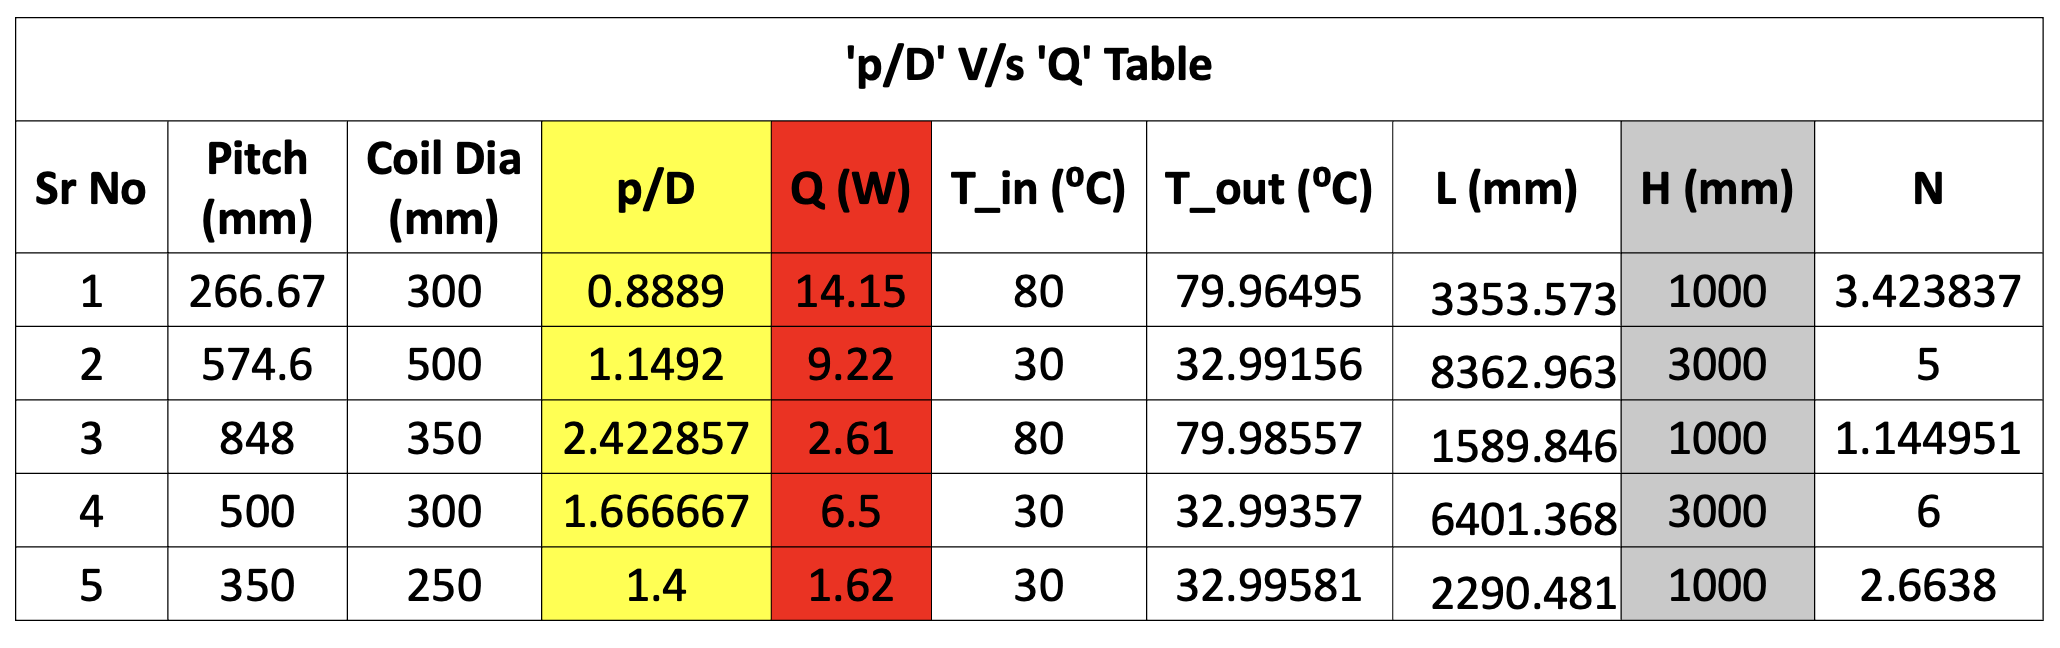 'p/D' V/s 'Q' Table
Sr No Pitch (mm) Coil Dia (mm) p/D Q (W) T_in (⁰C) T_out (⁰C) L (mm) H (mm) N
1 266.67 300 0.8889 14.15 80 79.96495 3353.573 1000 3.423837
2 574.6 500 1.1492 9.22 30 32.99156 8362.963 3000 5
3 848 350 2.422857 2.61 80 79.98557 1589.846 1000 1.144951
4 500 300 1.666667 6.5 30 32.99357 6401.368 3000 6
5 350 250 1.4 1.62 30 32.99581 2290.481 1000 2.6638